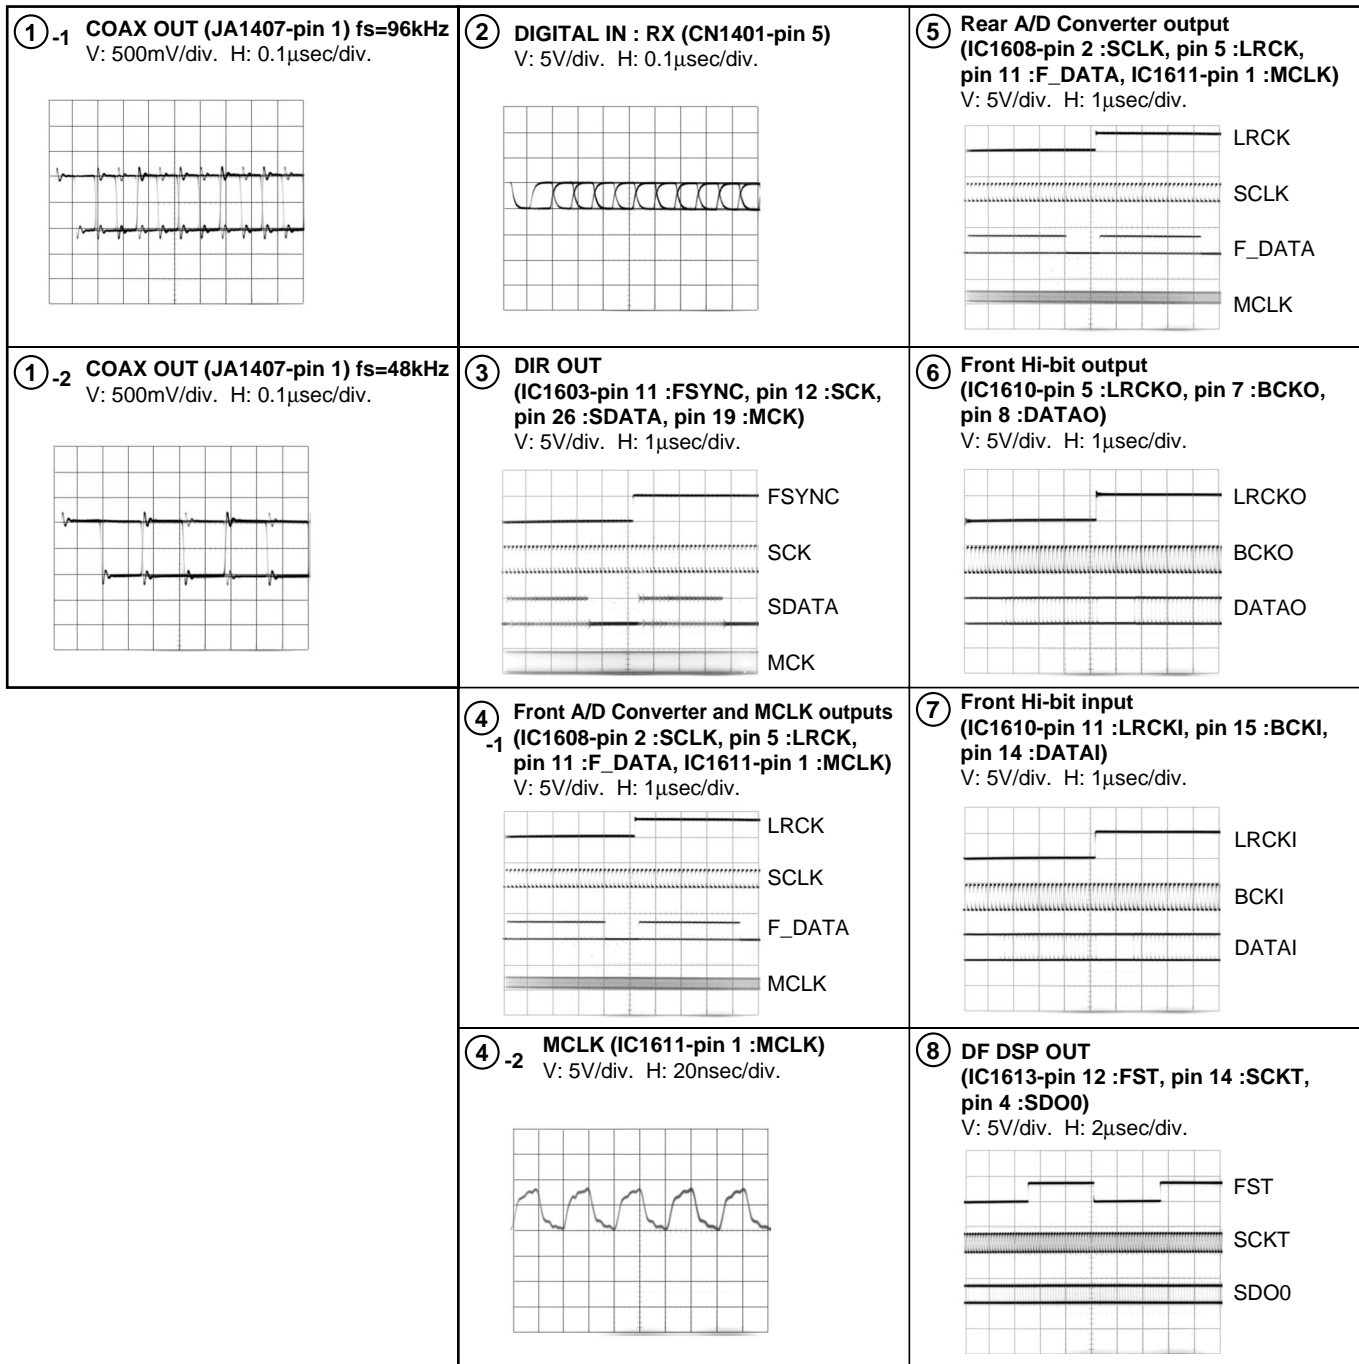 1 -1 COAX OUT (JA1407-pin 1) fs=96kHz
V: 500mV/div. H: 0.1μsec/div.
1 -2 COAX OUT (JA1407-pin 1) fs=48kHz
V: 500mV/div. H: 0.1μsec/div.
2 DIGITAL IN : RX (CN1401-pin 5)
V: 5V/div. H: 0.1μsec/div.
3 DIR OUT
(IC1603-pin 11 :FSYNC, pin 12 :SCK,
pin 26 :SDATA, pin 19 :MCK)
V: 5V/div. H: 1μsec/div.
FSYNC
SCK
SDATA
MCK
4 -1 Front A/D Converter and MCLK outputs
(IC1608-pin 2 :SCLK, pin 5 :LRCK,
pin 11 :F_DATA, IC1611-pin 1 :MCLK)
V: 5V/div. H: 1μsec/div.
LRCK
SCLK
F_DATA
MCLK
4 -2 MCLK (IC1611-pin 1 :MCLK)
V: 5V/div. H: 20nsec/div.
5 Rear A/D Converter output
(IC1608-pin 2 :SCLK, pin 5 :LRCK,
pin 11 :F_DATA, IC1611-pin 1 :MCLK)
V: 5V/div. H: 1μsec/div.
LRCK
SCLK
F_DATA
MCLK
6 Front Hi-bit output
(IC1610-pin 5 :LRCKO, pin 7 :BCKO,
pin 8 :DATAO)
V: 5V/div. H: 1μsec/div.
LRCKO
BCKO
DATAO
7 Front Hi-bit input
(IC1610-pin 11 :LRCKI, pin 15 :BCKI,
pin 14 :DATAI)
V: 5V/div. H: 1μsec/div.
LRCKI
BCKI
DATAI
8 DF DSP OUT
(IC1613-pin 12 :FST, pin 14 :SCKT,
pin 4 :SDO0)
V: 5V/div. H: 2μsec/div.
FST
SCKT
SDO0